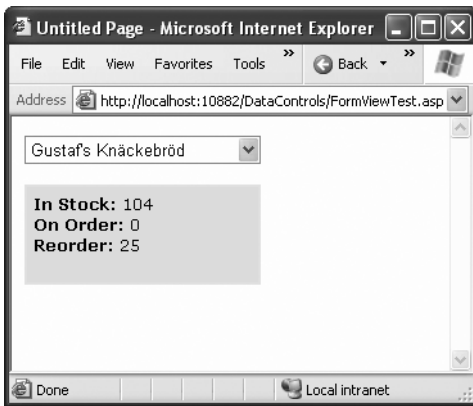 Untitled Page - Microsoft Internet Explorer
File Edit View Favorites Tools » Back »
Address http://localhost:10882/DataControls/FormViewTest.asp
Gustaf's Knäckebröd
In Stock: 104
On Order: 0
Reorder: 25
Done Local intranet